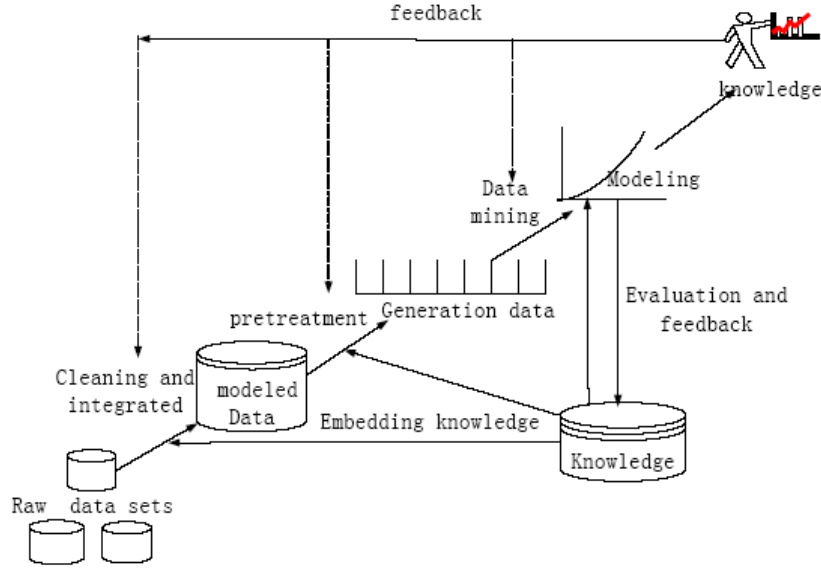 feedback
knowledge
Data
mining
Modeling
Evaluation and
feedback
Generation data
pretreatment
Cleaning and
integrated
modeled
Data
Embedding knowledge
Knowledge
Raw data sets